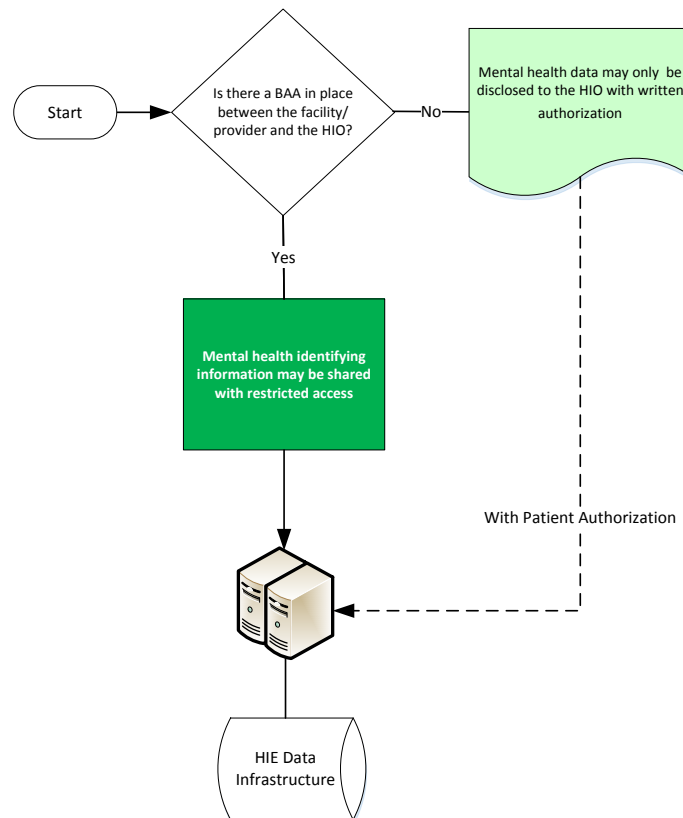 Start
Is there a BAA in place
between the facility/
provider and the HIO?
No
Mental health data may only be
disclosed to the HIO with written
authorization
Yes
Mental health identifying
information may be shared
with restricted access
With Patient Authorization
HIE Data
Infrastructure